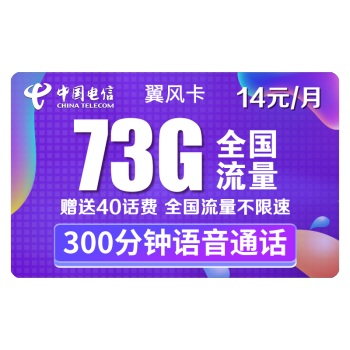 中国电信
CHINA TELECOM
翼风卡
14元/月
73G
全国
流量
赠送40话费 全国流量不限速
300分钟语音通话